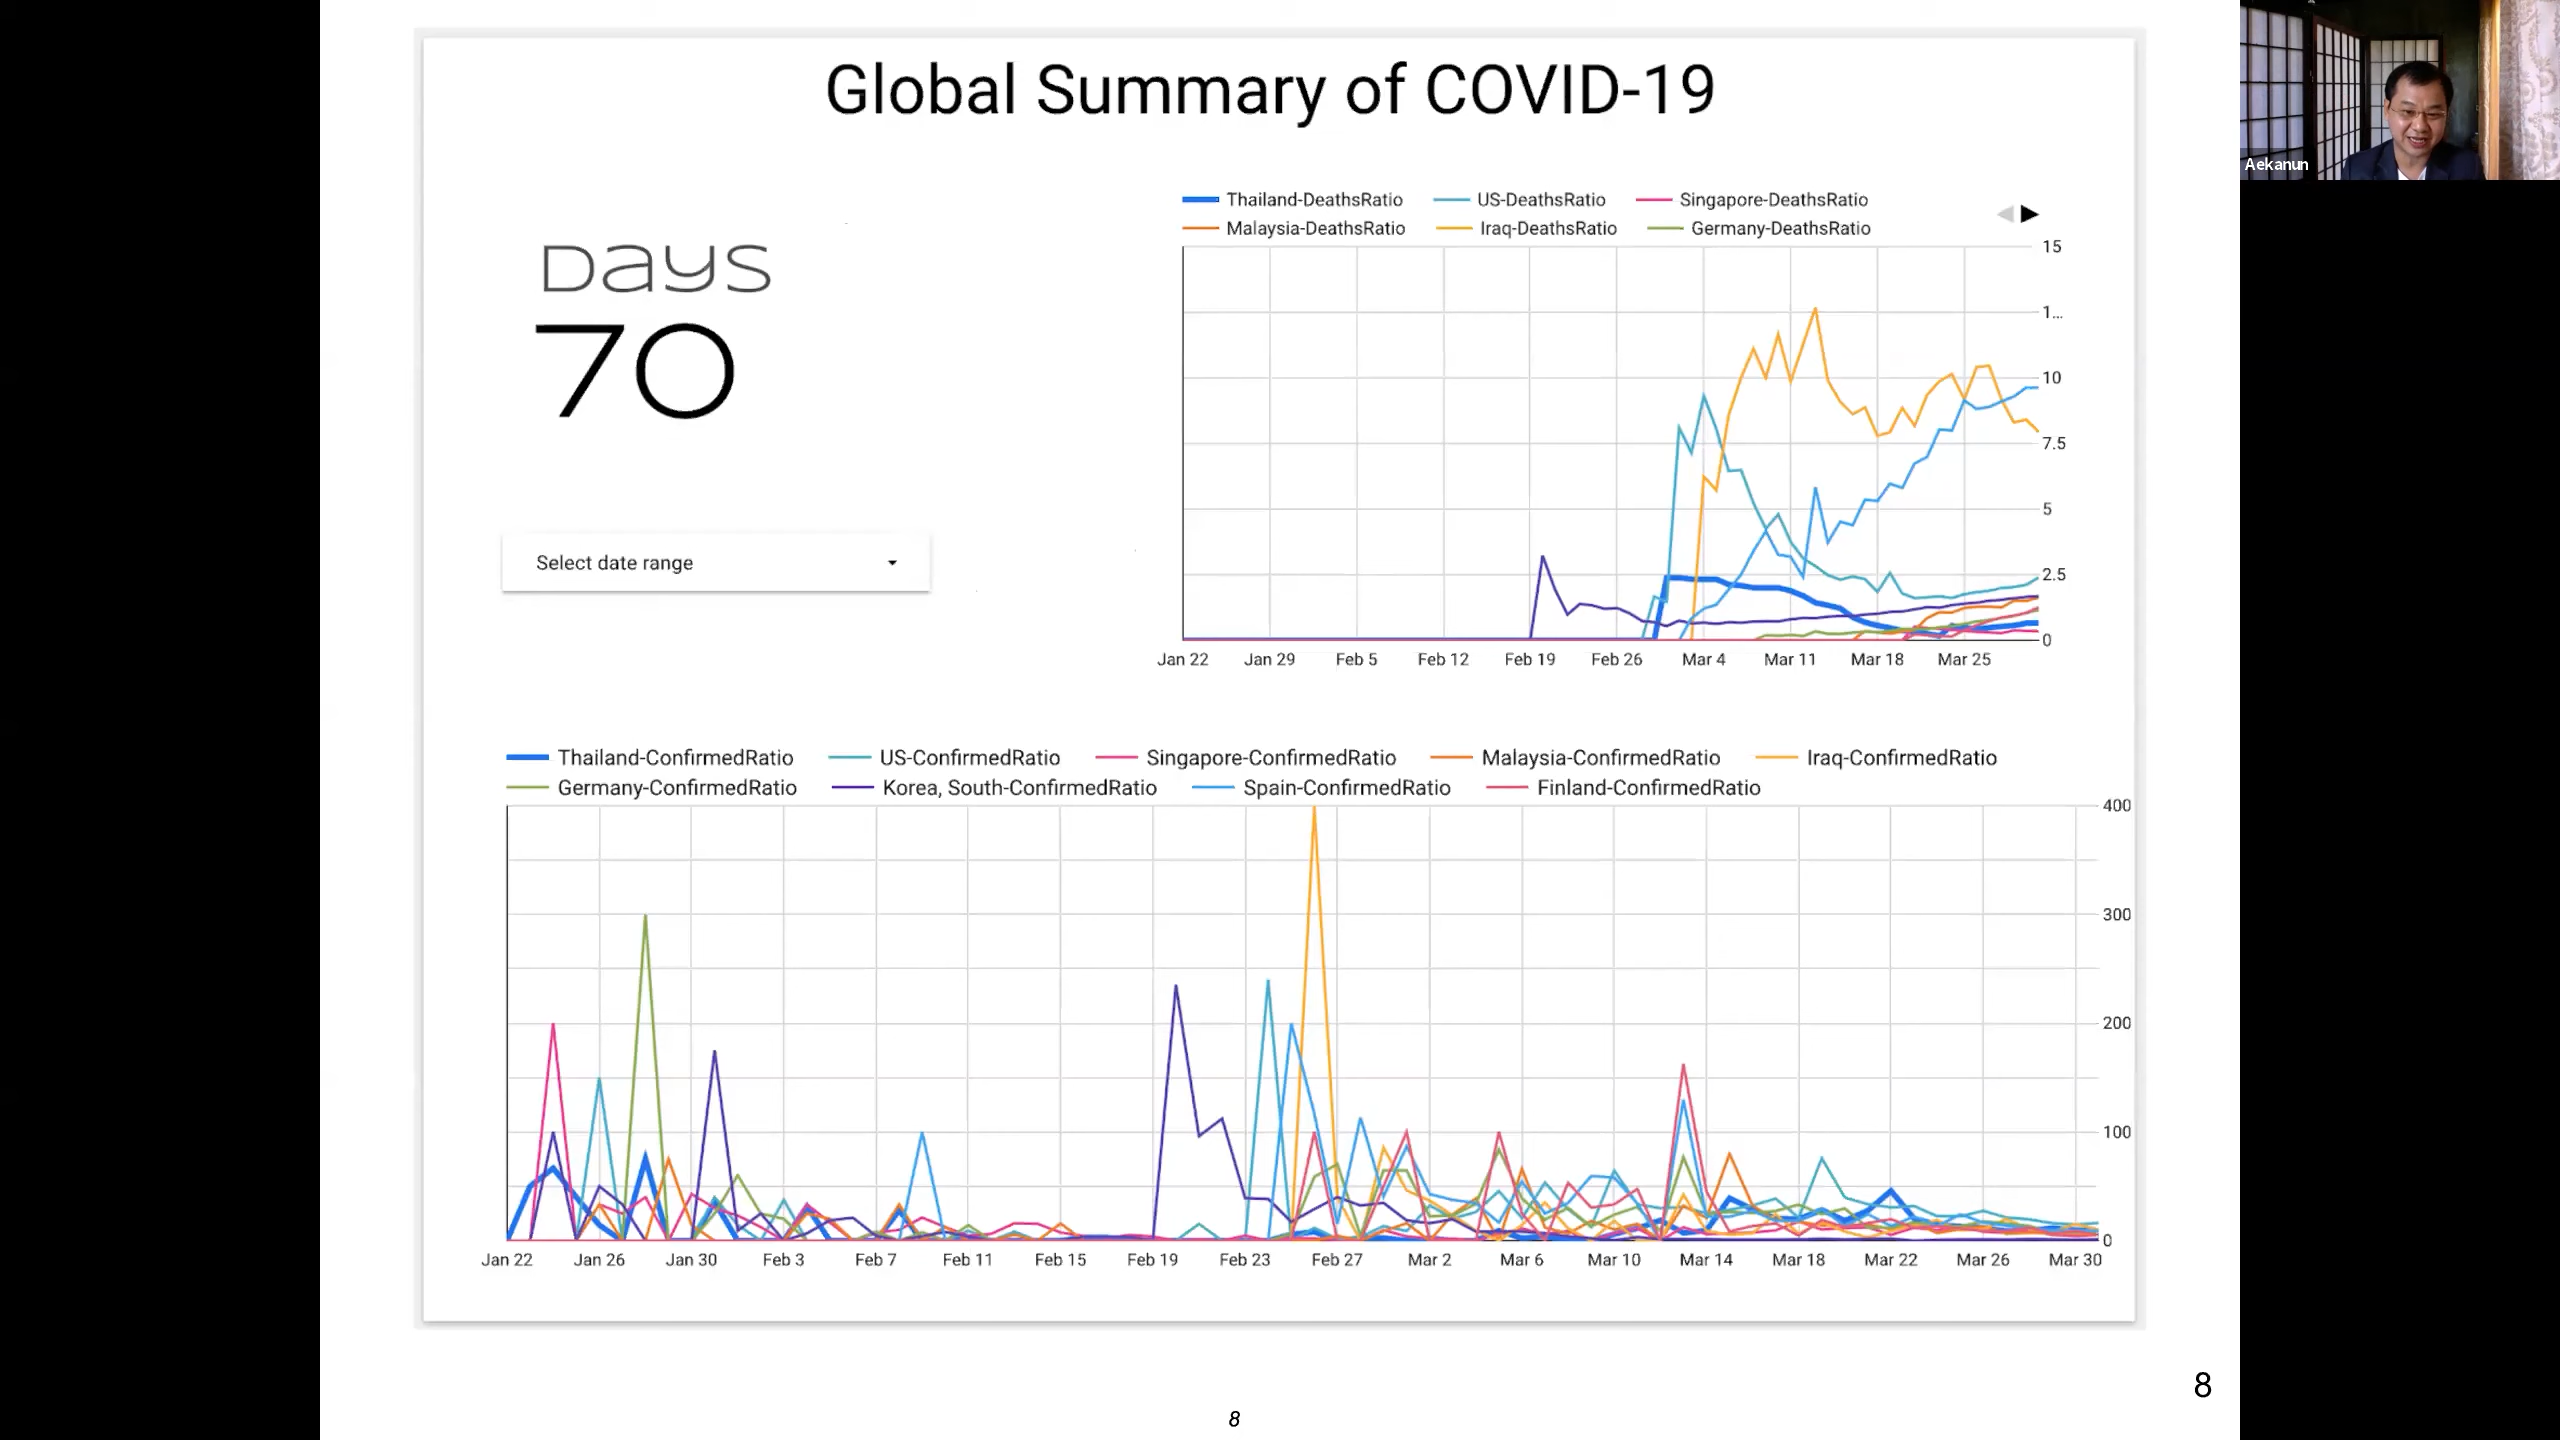 Global Summary of COVID-19
Aekanun
Days
70
Select date range
Thailand-DeathsRatio US-DeathsRatio Singapore-DeathsRatio
Malaysia-DeathsRatio Iraq-DeathsRatio Germany-DeathsRatio
15
1...
10
7.5
5
2.5
0
Jan 22 Jan 29 Feb 5 Feb 12 Feb 19 Feb 26 Mar 4 Mar 11 Mar 18 Mar 25
Thailand-ConfirmedRatio US-ConfirmedRatio Singapore-ConfirmedRatio Malaysia-ConfirmedRatio Iraq-ConfirmedRatio
Germany-ConfirmedRatio Korea, South-ConfirmedRatio Spain-ConfirmedRatio Finland-ConfirmedRatio
400
300
200
100
0
Jan 22 Jan 26 Jan 30 Feb 3 Feb 7 Feb 11 Feb 15 Feb 19 Feb 23 Feb 27 Mar 2 Mar 6 Mar 10 Mar 14 Mar 18 Mar 22 Mar 26 Mar 30
8
8